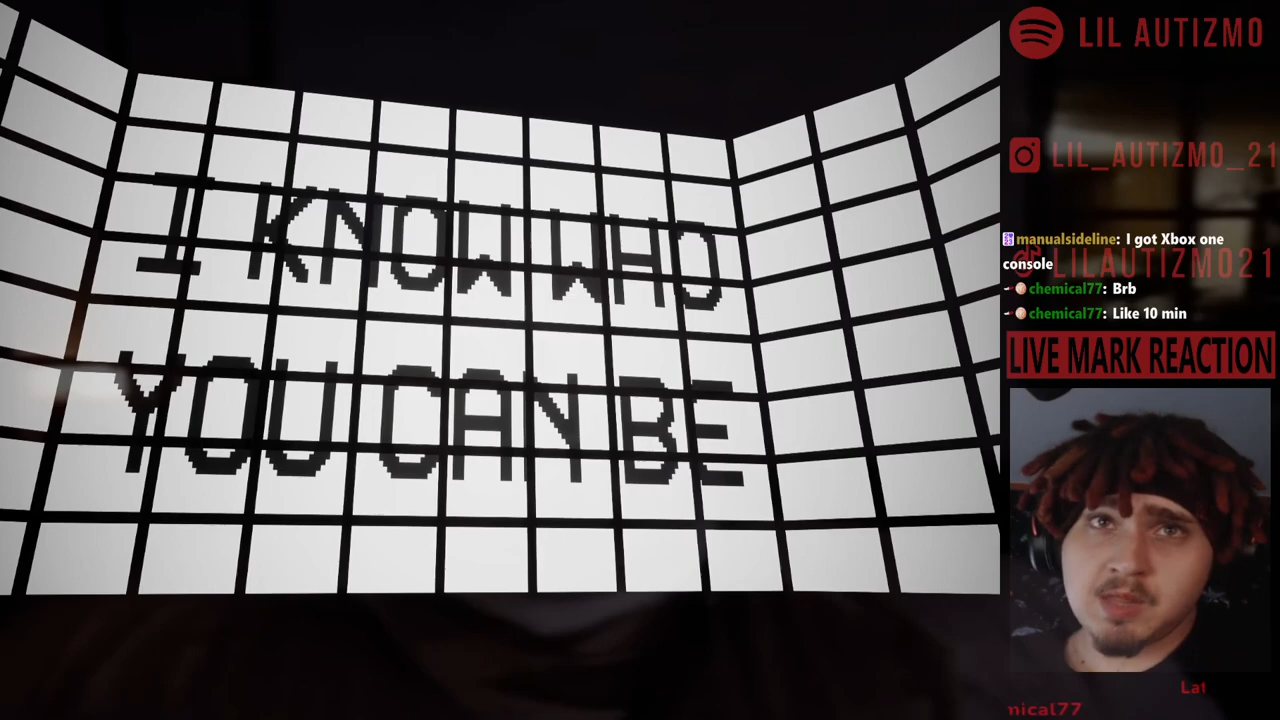 I KNOW WHO
YOU CAN BE
LIL AUTIZMO
LIL_AUTIZMO_21
LILAUTIZMO21
manualsideline: I got Xbox one
console
chemical77: Brb
chemical77: Like 10 min
LIVE MARK REACTION
Lat
mical77